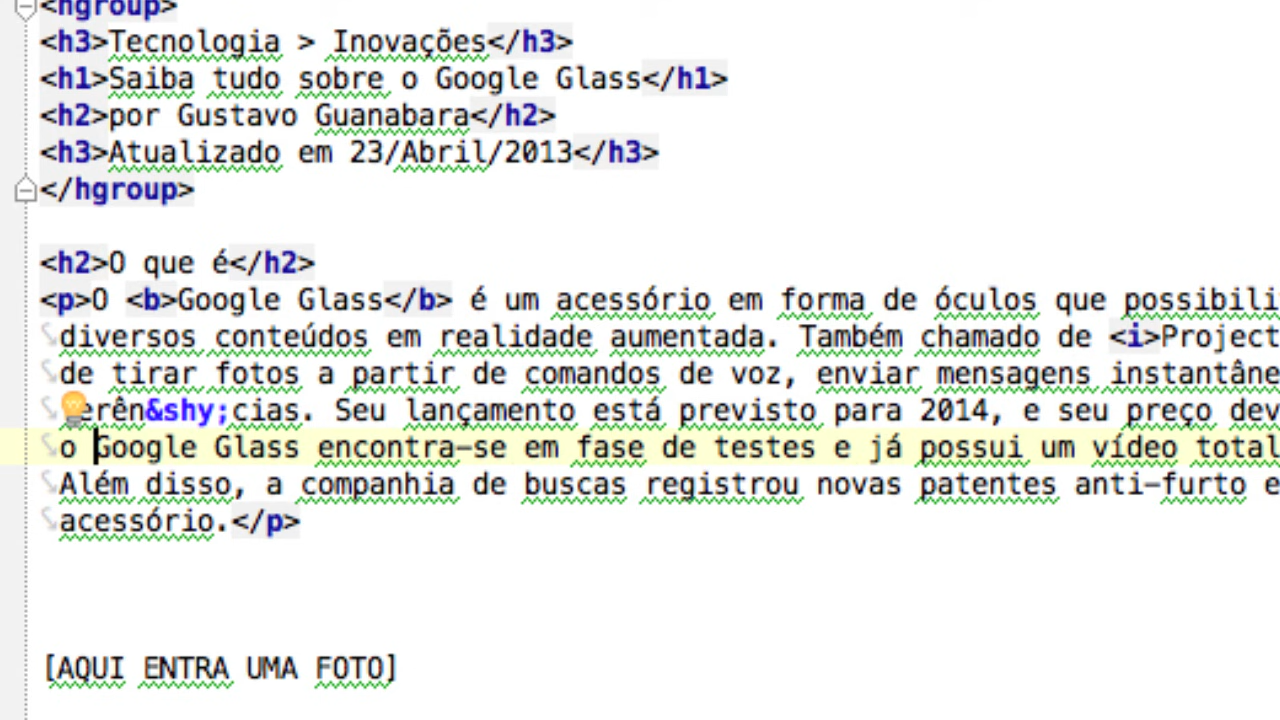 <hgroup>
<h3>Tecnologia > Inovações</h3>
<h1>Saiba tudo sobre o Google Glass</h1>
<h2>por Gustavo Guanabara</h2>
<h3>Atualizado em 23/Abril/2013</h3>
</hgroup>
<h2>O que é</h2>
<p>O <b>Google Glass</b> é um acessório em forma de óculos que possibili
diversos conteúdos em realidade aumentada. Também chamado de <i>Project
de tirar fotos a partir de comandos de voz, enviar mensagens instantâne
erên&shy;cias. Seu lançamento está previsto para 2014, e seu preço dev
o Google Glass encontra-se em fase de testes e já possui um vídeo total
Além disso, a companhia de buscas registrou novas patentes anti-furto e
acessório.</p>
[AQUI ENTRA UMA FOTO]